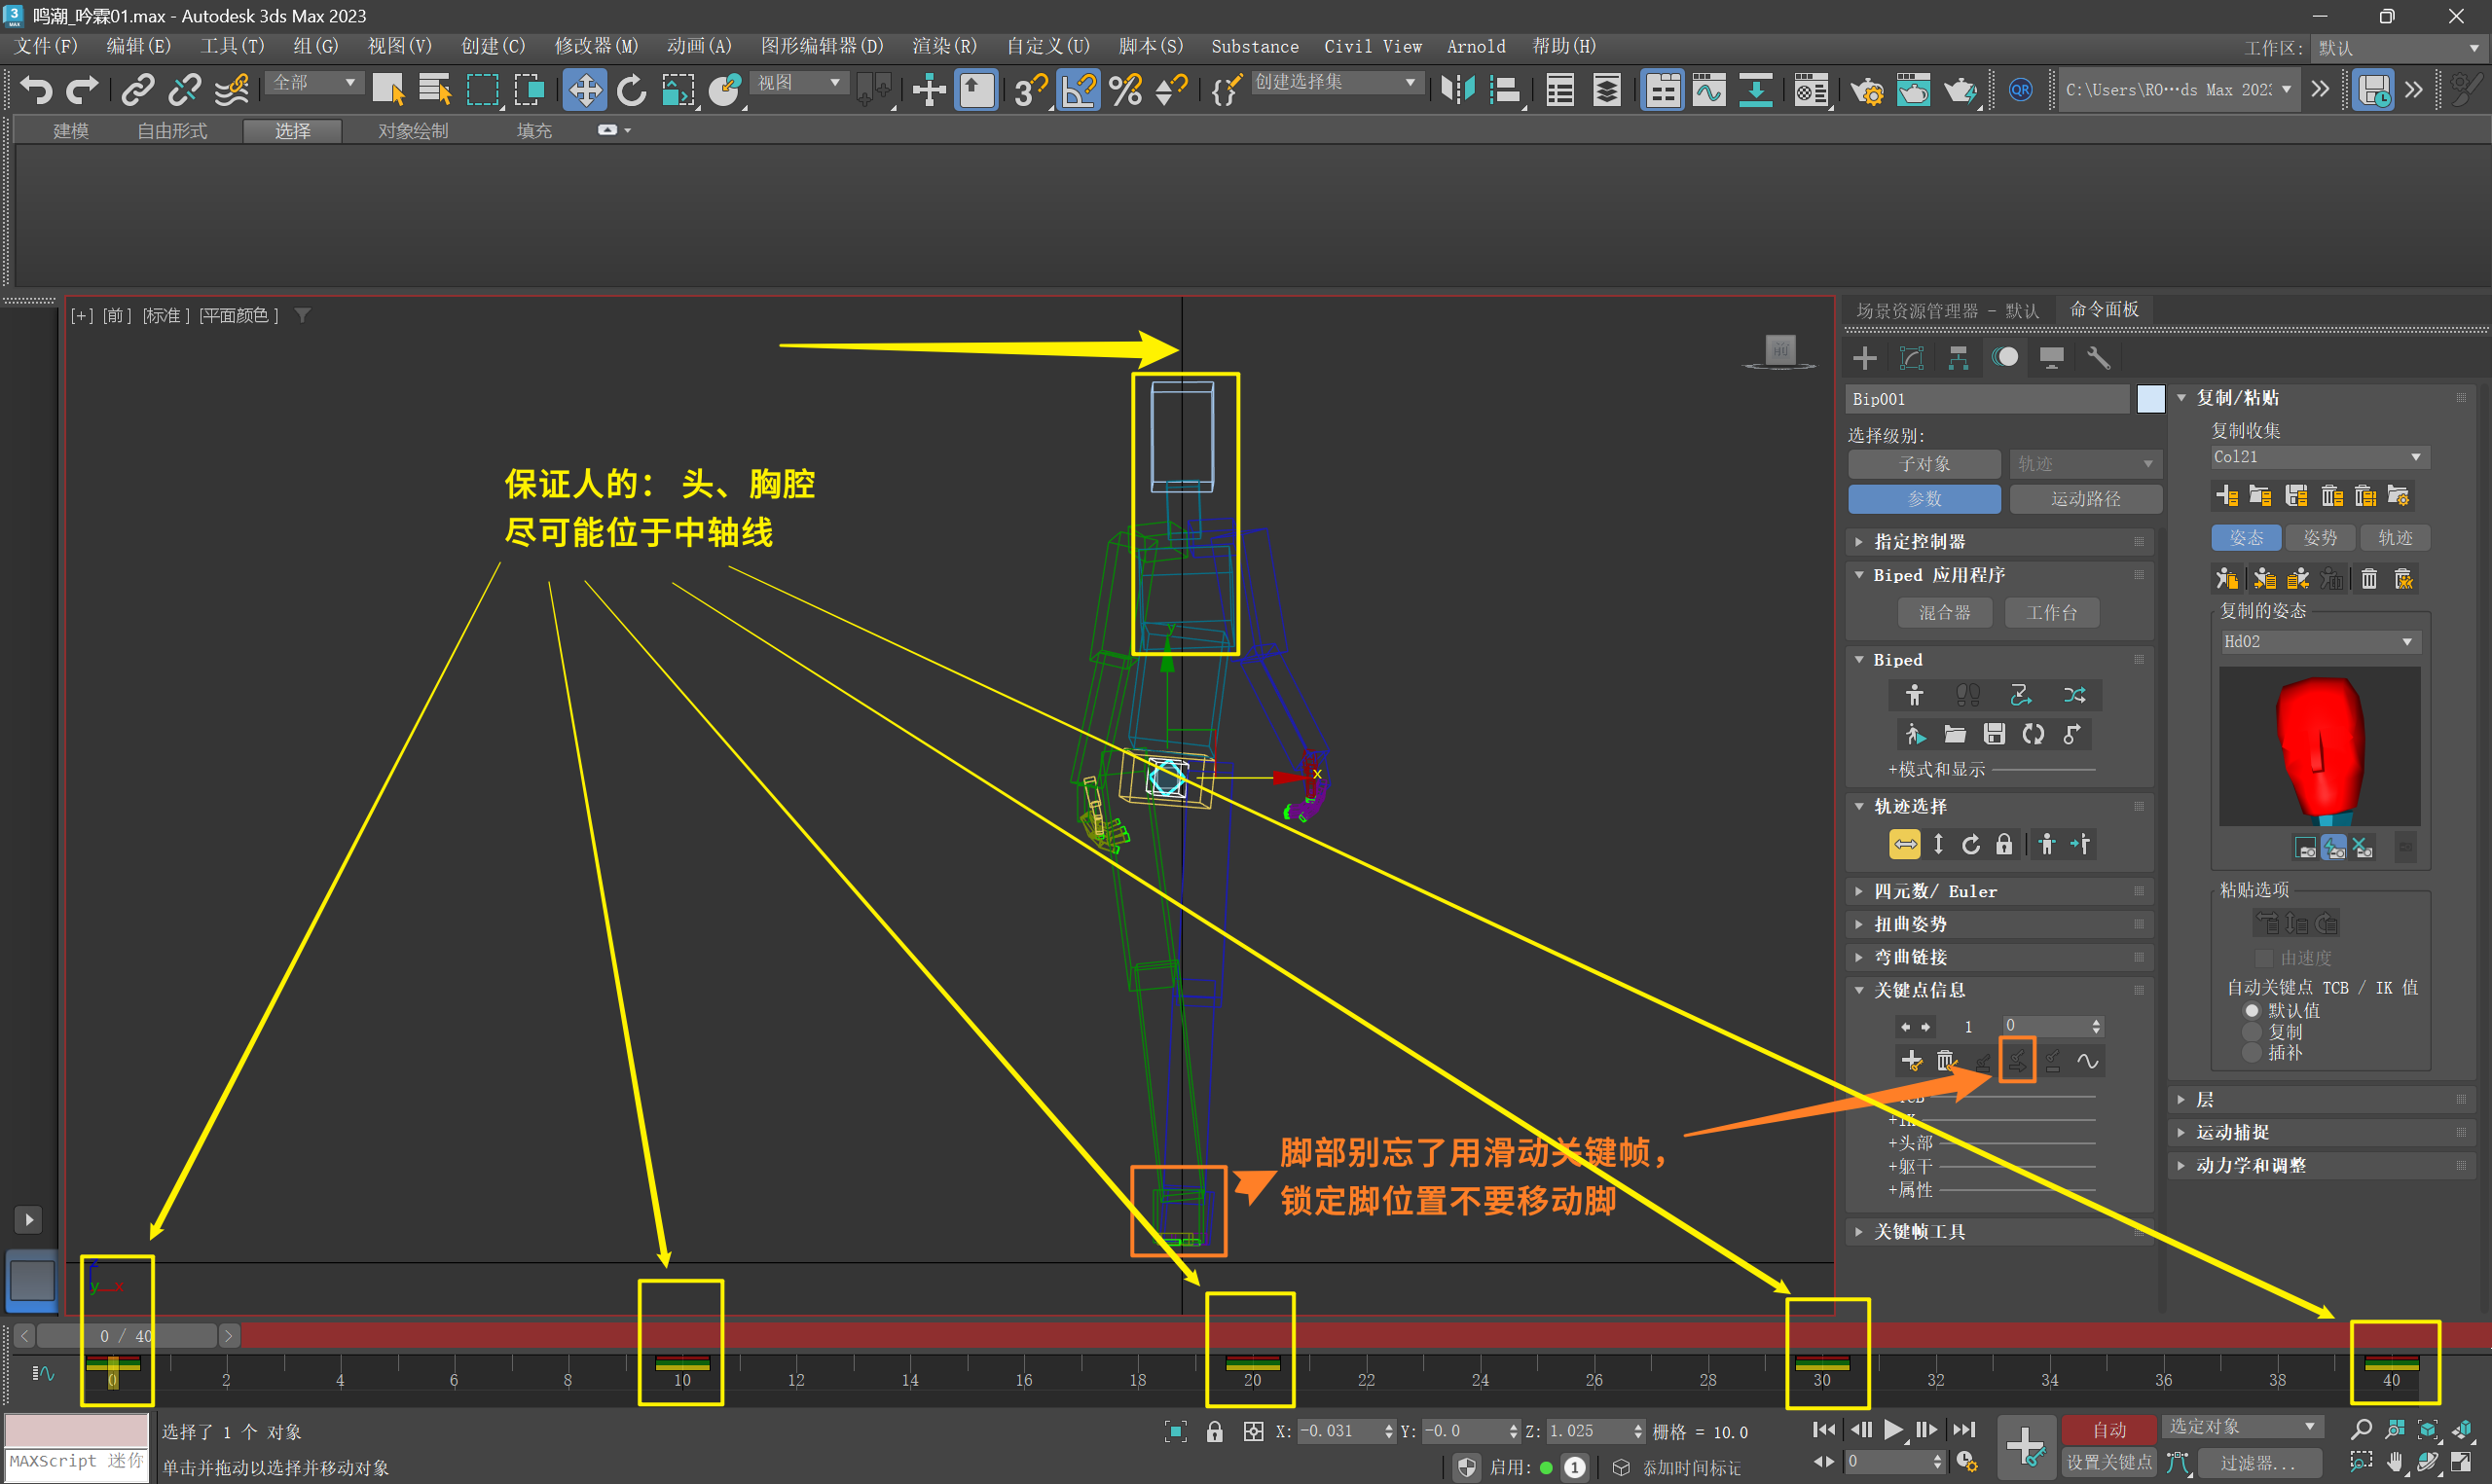 鸣潮_吟霖01.max - Autodesk 3ds Max 2023
文件(F) 编辑(E) 工具(T) 组(G) 视图(V) 创建(C) 修改器(M) 动画(A) 图形编辑器(D) 渲染(R) 自定义(U) 脚本(S) Substance Civil View Arnold 帮助(H)
工作区: 默认
全部 视图 创建选择集 QR C:\Users\RO···ds Max 202
建模 自由形式 选择 对象绘制 填充
[+] [前] [标准] [平面颜色]
保证人的： 头、胸腔
尽可能位于中轴线
脚部别忘了用滑动关键帧，
锁定脚位置不要移动脚
y
x
z
y x
场景资源管理器 - 默认 命令面板
Bip001
选择级别:
子对象 轨迹
参数 运动路径
指定控制器
Biped 应用程序
混合器 工作台
Biped
+模式和显示
轨迹选择
四元数/ Euler
扭曲姿势
弯曲链接
关键点信息
1 0
TCB
+IK
+头部
+躯干
+属性
关键帧工具
复制/粘贴
复制收集
Col21
姿态 姿势 轨迹
复制的姿态
Hd02
粘贴选项
由速度
自动关键点 TCB / IK 值
默认值
复制
插补
层
运动捕捉
动力学和调整
0 / 40
0 2 4 6 8 10 12 14 16 18 20 22 24 26 28 30 32 34 36 38 40
选择了 1 个 对象
X: -0.031 Y: -0.0 Z: 1.025 栅格 = 10.0
自动 选定对象
MAXScript 迷你
单击并拖动以选择并移动对象
启用: 1 添加时间标记
0
设置关键点 过滤器...